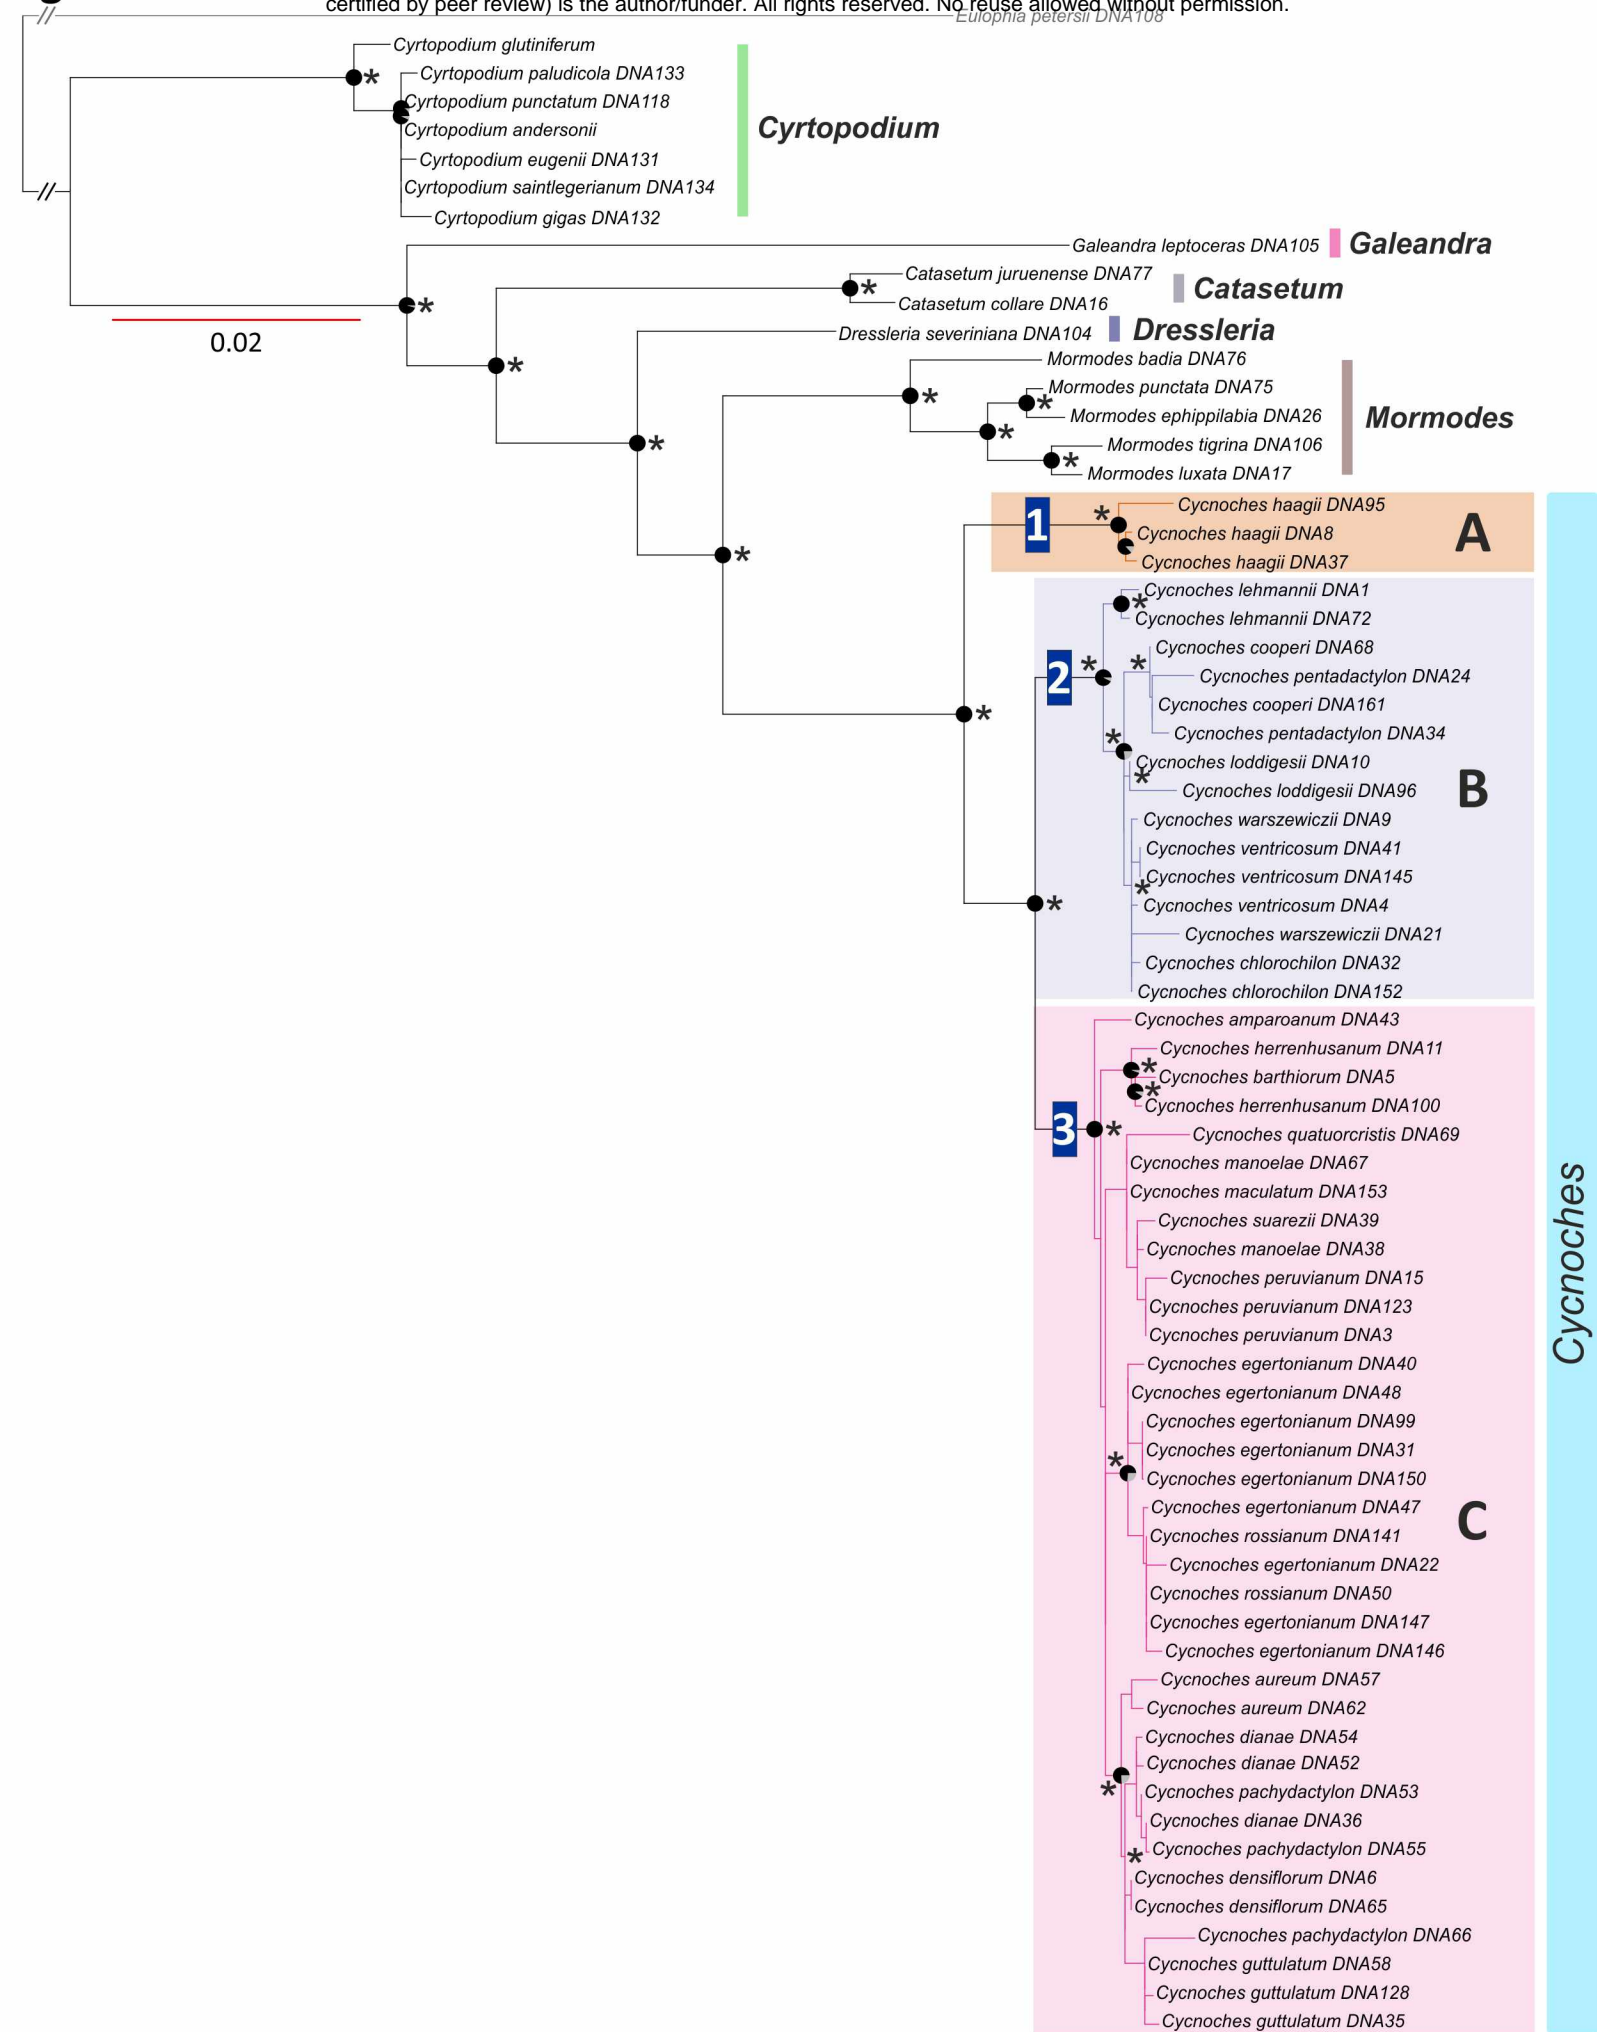 certified by peer review) is the author/funder. All rights reserved. No reuse allowed without permission.
Eulophia petersii DNA108
Cyrtopodium glutiniferum
Cyrtopodium paludicola DNA133
Cyrtopodium punctatum DNA118
Cyrtopodium andersonii
Cyrtopodium
Cyrtopodium eugenii DNA131
Cyrtopodium saintlegerianum DNA134
Cyrtopodium gigas DNA132
Galeandra leptoceras DNA105
Galeandra
Catasetum juruenense DNA77
Catasetum
Catasetum collare DNA16
Dressleria severiniana DNA104
Dressleria
0.02
Mormodes badia DNA76
Mormodes punctata DNA75
Mormodes ephippilabia DNA26
Mormodes
Mormodes tigrina DNA106
Mormodes luxata DNA17
Cycnoches haagii DNA95
1
Cycnoches haagii DNA8
A
Cycnoches haagii DNA37
Cycnoches lehmannii DNA1
Cycnoches lehmannii DNA72
Cycnoches cooperi DNA68
2
Cycnoches pentadactylon DNA24
Cycnoches cooperi DNA161
Cycnoches pentadactylon DNA34
Cycnoches loddigesii DNA10
Cycnoches loddigesii DNA96
B
Cycnoches warszewiczii DNA9
Cycnoches ventricosum DNA41
Cycnoches ventricosum DNA145
Cycnoches ventricosum DNA4
Cycnoches warszewiczii DNA21
Cycnoches chlorochilon DNA32
Cycnoches chlorochilon DNA152
Cycnoches amparoanum DNA43
Cycnoches herrenhusanum DNA11
Cycnoches barthiorum DNA5
Cycnoches herrenhusanum DNA100
3
Cycnoches quatuorcristis DNA69
Cycnoches manoelae DNA67
Cycnoches maculatum DNA153
Cycnoches suarezii DNA39
Cycnoches manoelae DNA38
Cycnoches
Cycnoches peruvianum DNA15
Cycnoches peruvianum DNA123
Cycnoches peruvianum DNA3
Cycnoches egertonianum DNA40
Cycnoches egertonianum DNA48
Cycnoches egertonianum DNA99
Cycnoches egertonianum DNA31
Cycnoches egertonianum DNA150
Cycnoches egertonianum DNA47
C
Cycnoches rossianum DNA141
Cycnoches egertonianum DNA22
Cycnoches rossianum DNA50
Cycnoches egertonianum DNA147
Cycnoches egertonianum DNA146
Cycnoches aureum DNA57
Cycnoches aureum DNA62
Cycnoches dianae DNA54
Cycnoches dianae DNA52
Cycnoches pachydactylon DNA53
Cycnoches dianae DNA36
Cycnoches pachydactylon DNA55
Cycnoches densiflorum DNA6
Cycnoches densiflorum DNA65
Cycnoches pachydactylon DNA66
Cycnoches guttulatum DNA58
Cycnoches guttulatum DNA128
Cycnoches guttulatum DNA35